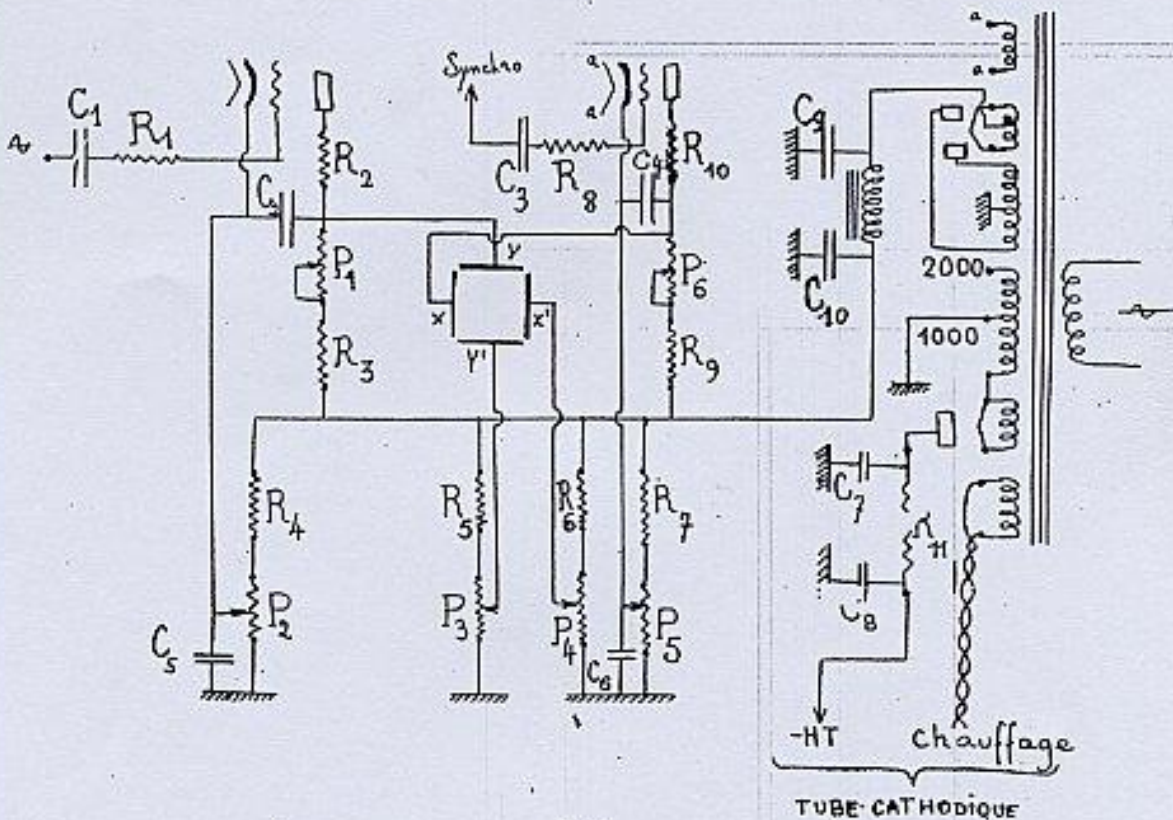 C1
R1
R2
C2
P1
R3
R4
P2
C5
Synchro
C3
R8
a
a
C4
R10
Y
X
X'
Y'
P6
R9
R5
P3
R6
P4
C6
R7
P5
C9
C10
a
a
2000
1000
C7
R11
C8
-HT
Chauffage
TUBE CATHODIQUE